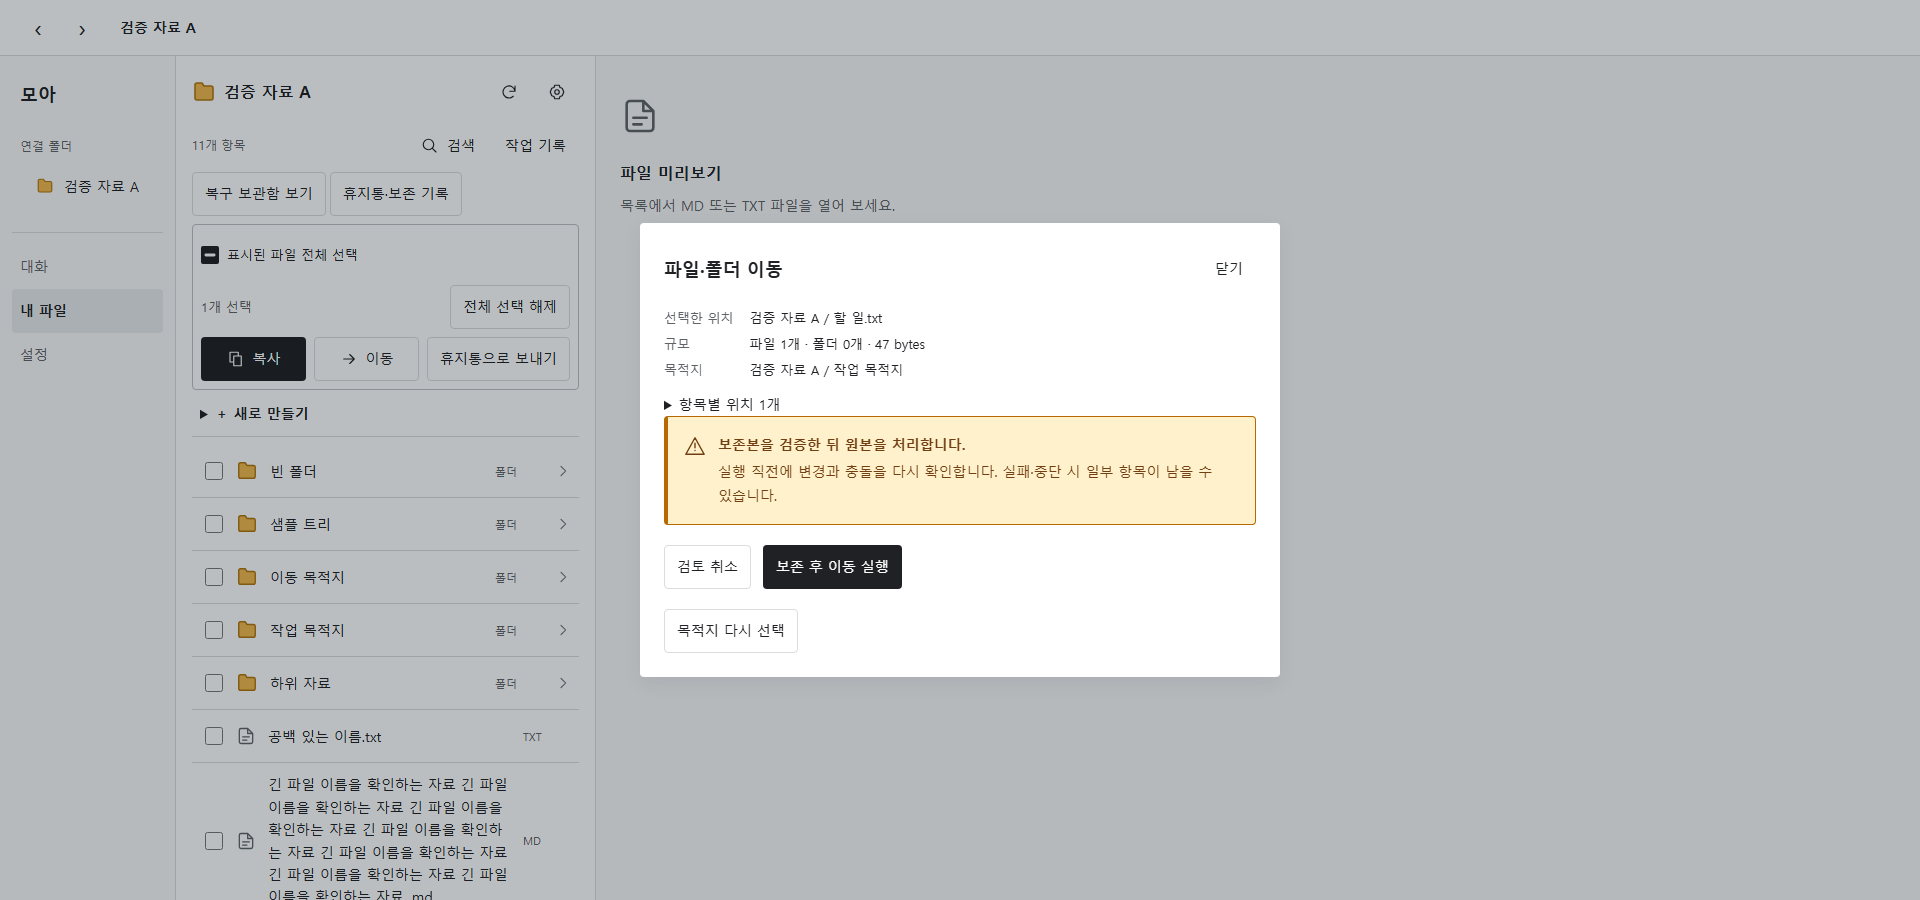 검증 자료 A
모아
연결 폴더
검증 자료 A
대화
내 파일
설정
검증 자료 A
11개 항목
검색
작업 기록
복구 보관함 보기
휴지통·보존 기록
표시된 파일 전체 선택
1개 선택
전체 선택 해제
복사
이동
휴지통으로 보내기
+ 새로 만들기
빈 폴더 폴더
샘플 트리 폴더
이동 목적지 폴더
작업 목적지 폴더
하위 자료 폴더
공백 있는 이름.txt TXT
긴 파일 이름을 확인하는 자료 긴 파일
이름을 확인하는 자료 긴 파일 이름을
확인하는 자료 긴 파일 이름을 확인하
는 자료 긴 파일 이름을 확인하는 자료
긴 파일 이름을 확인하는 자료 긴 파일
이름을 확인하는 자료 .md
MD
파일 미리보기
목록에서 MD 또는 TXT 파일을 열어 보세요.
파일·폴더 이동
닫기
선택한 위치 검증 자료 A / 할 일.txt
규모 파일 1개 · 폴더 0개 · 47 bytes
목적지 검증 자료 A / 작업 목적지
항목별 위치 1개
보존본을 검증한 뒤 원본을 처리합니다.
실행 직전에 변경과 충돌을 다시 확인합니다. 실패·중단 시 일부 항목이 남을 수
있습니다.
검토 취소
보존 후 이동 실행
목적지 다시 선택